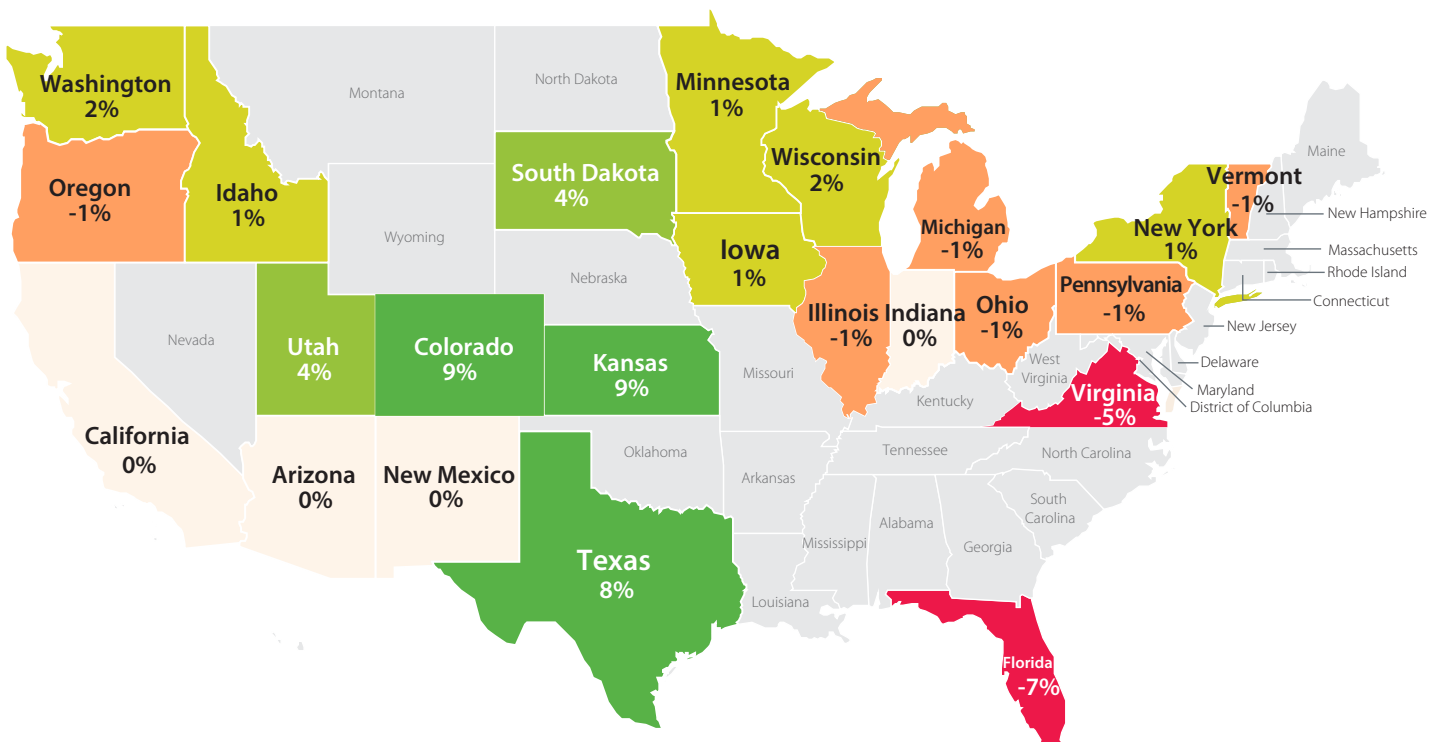 Washington
2%
Montana
North Dakota
Minnesota
1%
Oregon
-1%
Idaho
1%
South Dakota
4%
Wisconsin
2%
Maine
Vermont
-1%
New Hampshire
Wyoming
Michigan
-1%
New York
1%
Massachusetts
Rhode Island
Connecticut
Iowa
1%
Nebraska
Pennsylvania
-1%
New Jersey
Nevada
Utah
4%
Colorado
9%
Kansas
9%
Illinois
-1%
Indiana
0%
Ohio
-1%
Delaware
Maryland
District of Columbia
West
Virginia
Virginia
-5%
Missouri
Kentucky
California
0%
Arizona
0%
New Mexico
0%
Oklahoma
Arkansas
Tennessee
North Carolina
South
Carolina
Texas
8%
Mississippi
Alabama
Georgia
Louisiana
Florida
-7%